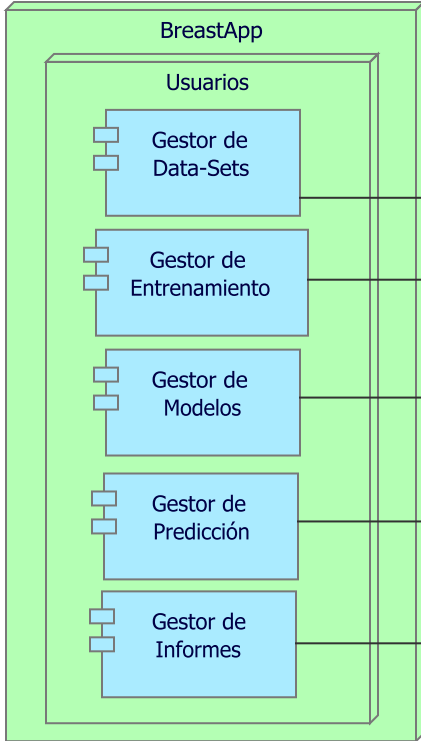 BreastApp
Usuarios
Gestor de
Data-Sets
Gestor de
Entrenamiento
Gestor de
Modelos
Gestor de
Predicción
Gestor de
Informes